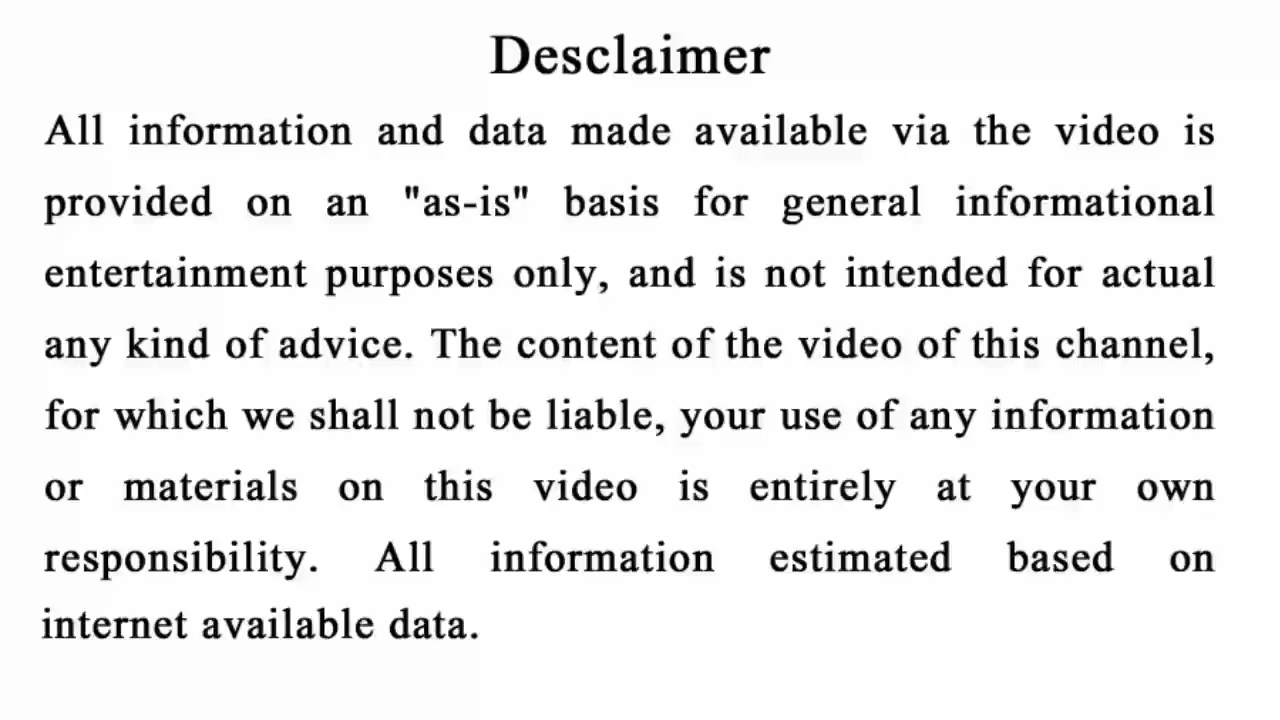 Desclaimer
All information and data made available via the video is
provided on an "as-is" basis for general informational
entertainment purposes only, and is not intended for actual
any kind of advice. The content of the video of this channel,
for which we shall not be liable, your use of any information
or materials on this video is entirely at your own
responsibility. All information estimated based on
internet available data.